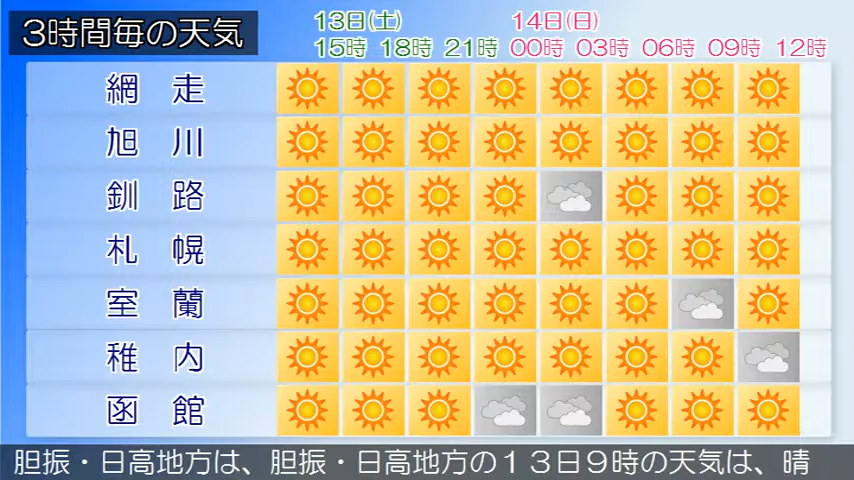 3時間毎の天気
13日(土) 14日(日)
15時 18時 21時 00時 03時 06時 09時 12時
網 走
旭 川
釧 路
札 幌
室 蘭
稚 内
函 館
胆振・日高地方は、胆振・日高地方の13日9時の天気は、晴